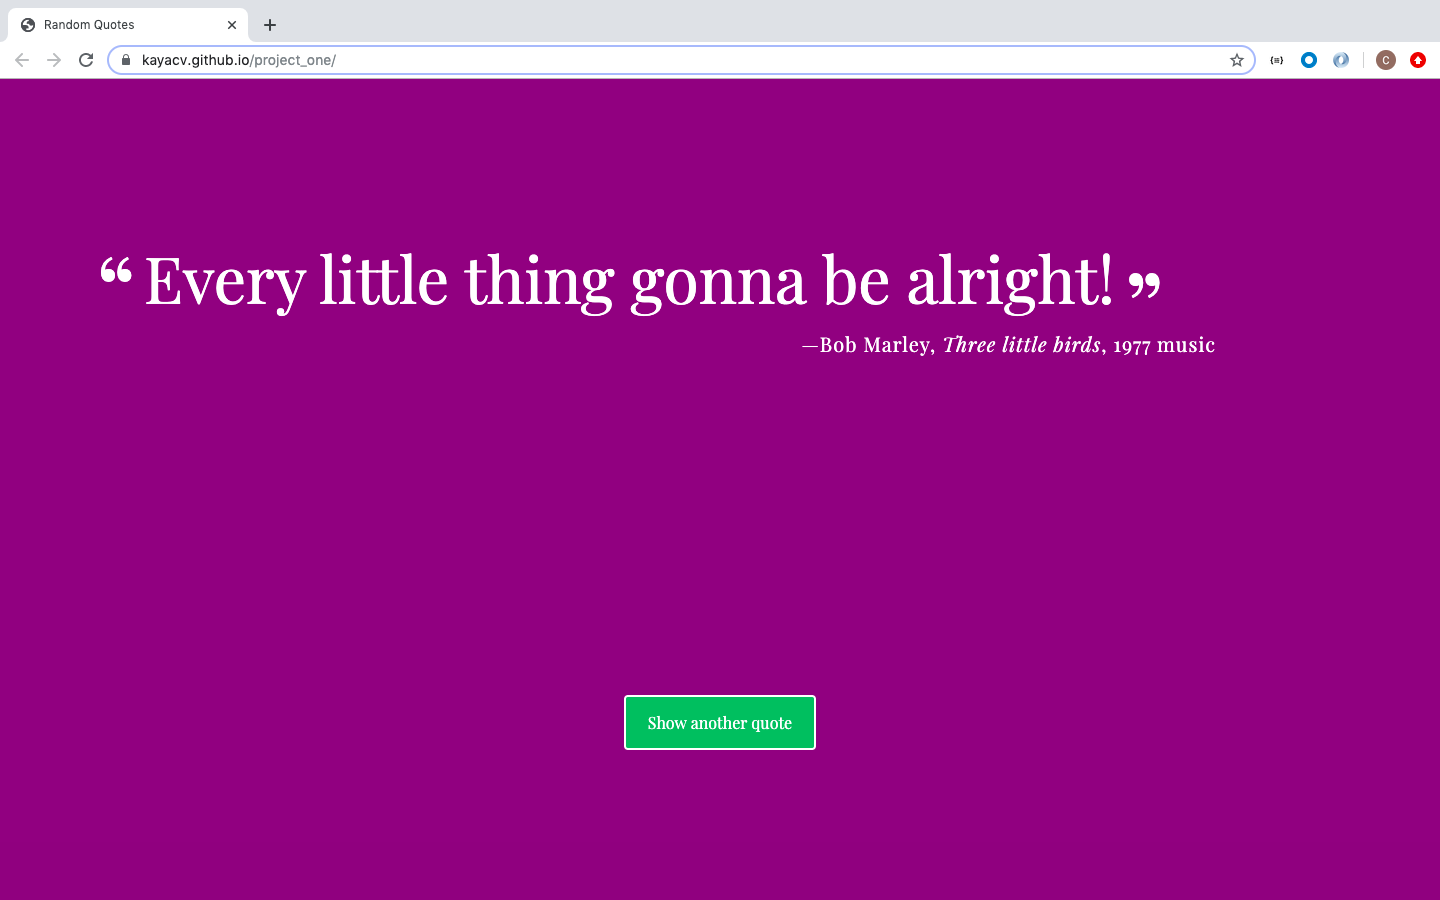 Random Quotes
kayacv.github.io/project_one/
{≡}
C
“ Every little thing gonna be alright! ”
—Bob Marley, Three little birds, 1977 music
Show another quote